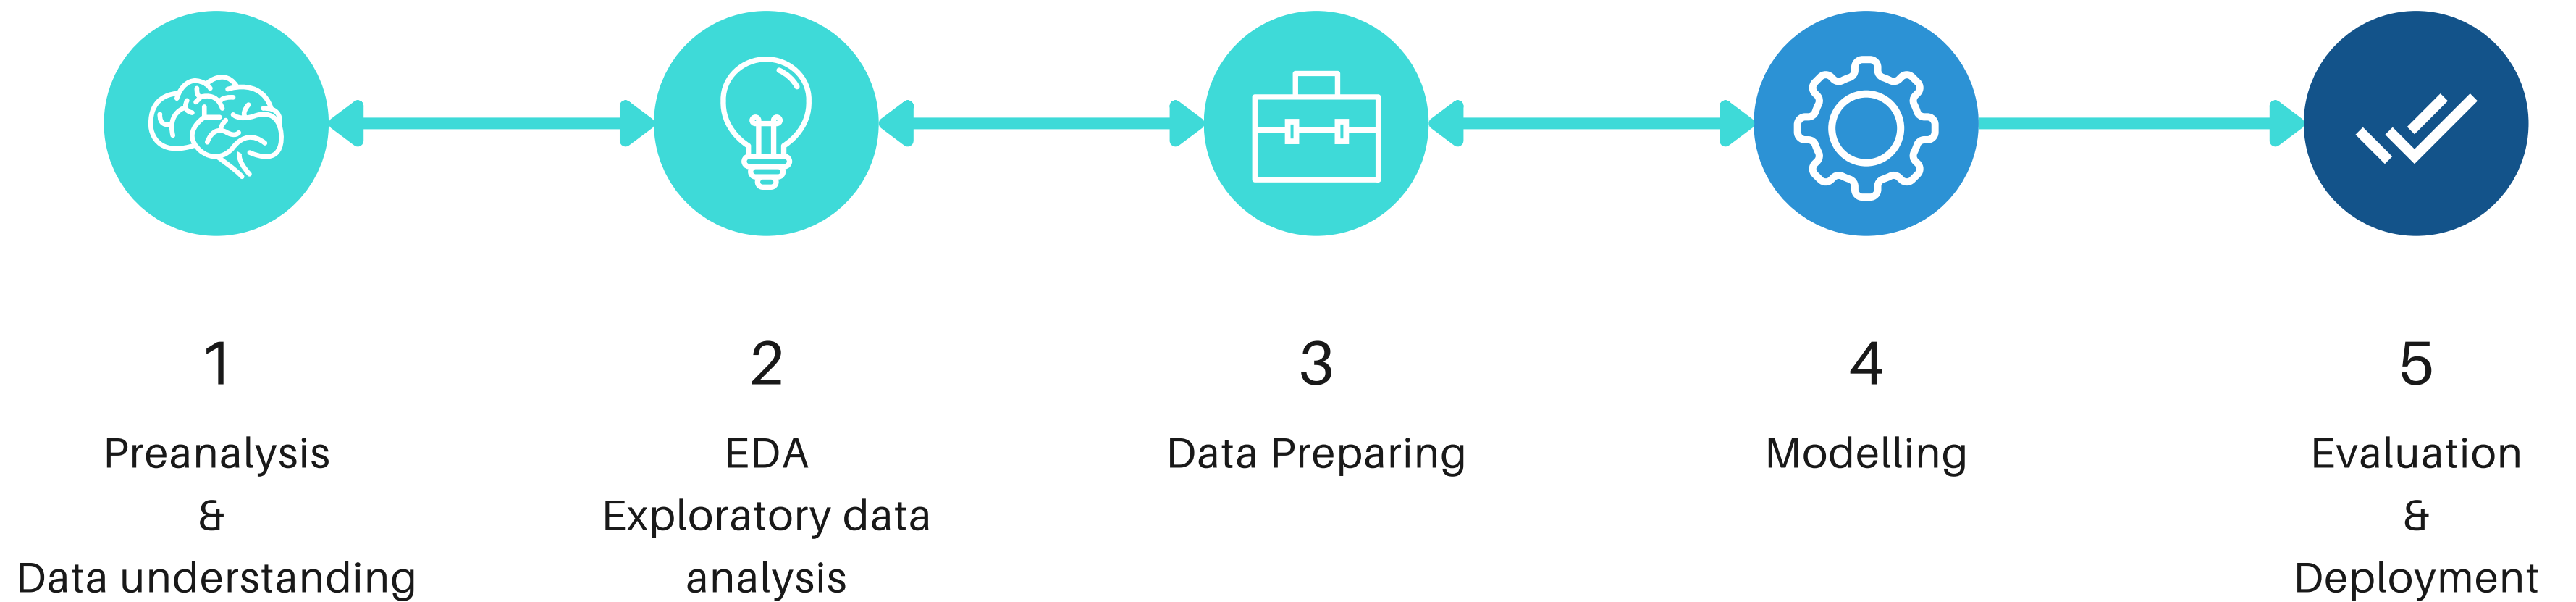 1
Preanalysis
&
Data understanding
2
EDA
Exploratory data
analysis
3
Data Preparing
4
Modelling
5
Evaluation
&
Deployment